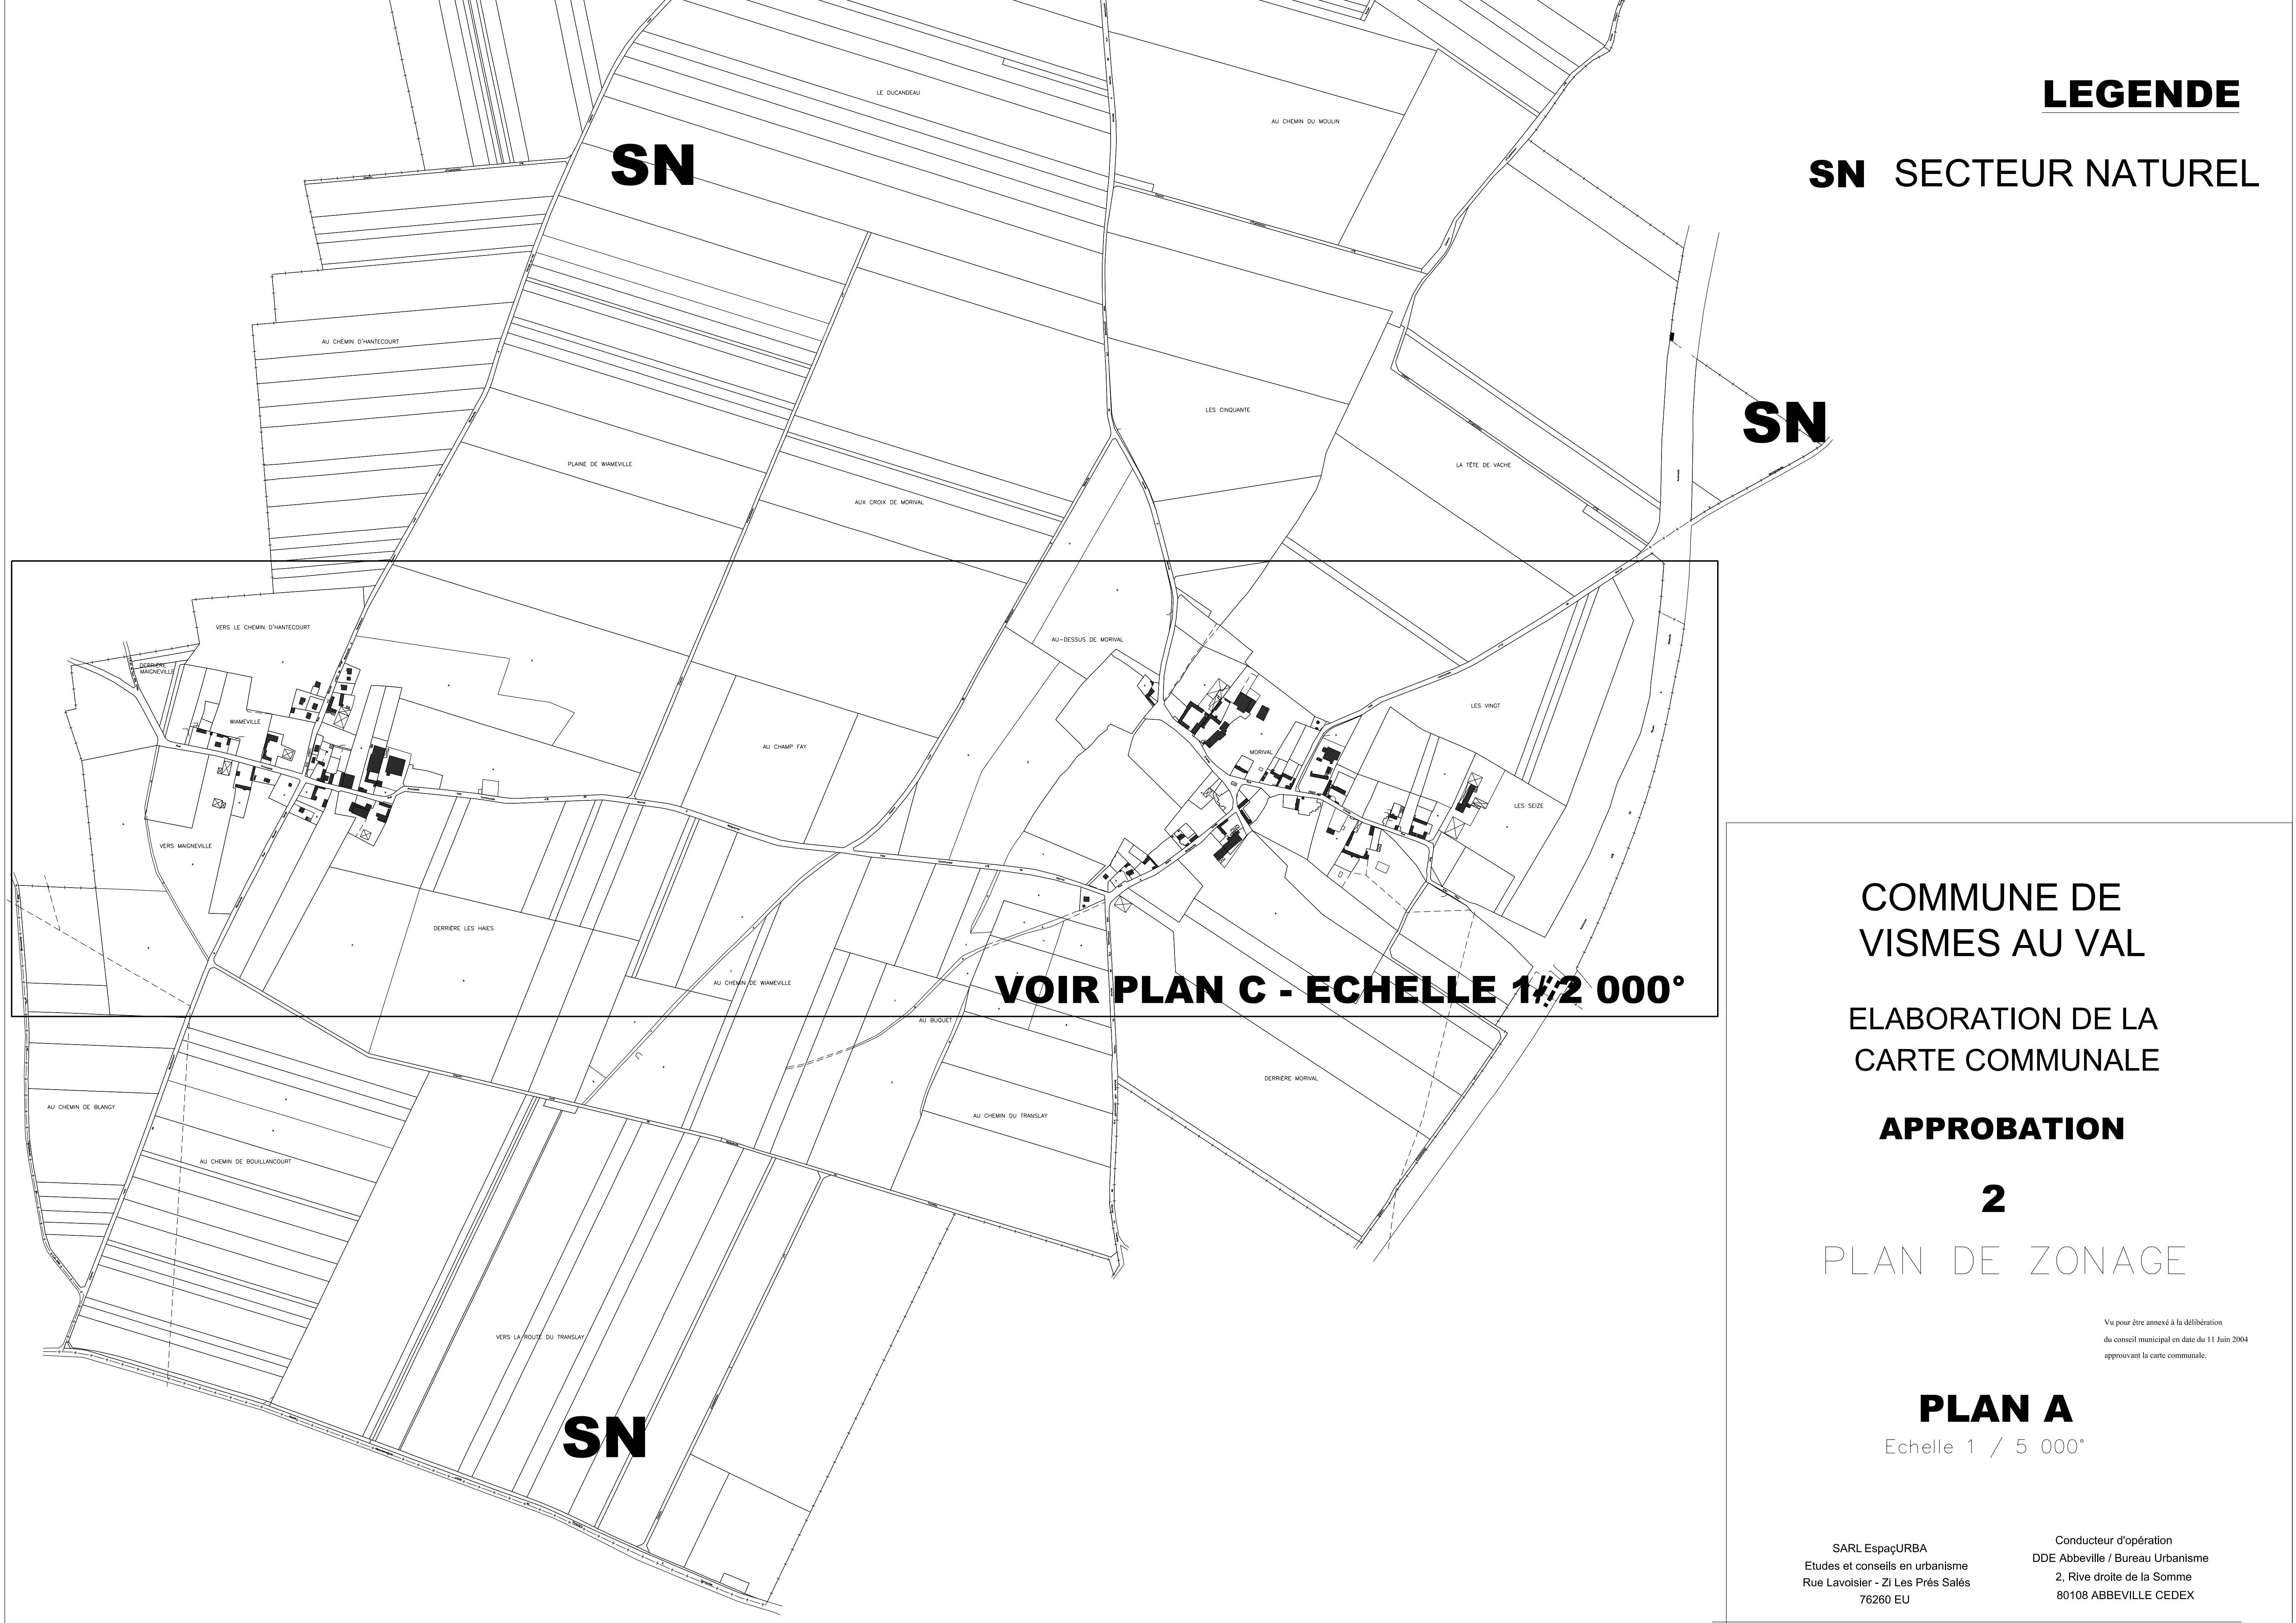 LEGENDE
SN SECTEUR NATUREL
LE DUCANDEAU
AU CHEMIN DU MOULIN
SN
AU CHEMIN D'HANTECOURT
LES CINQUANTE
SN
PLAINE DE WIAMEVILLE
LA TÊTE DE VACHE
AUX CROIX DE MORIVAL
VERS LE CHEMIN D'HANTECOURT
AU-DESSUS DE MORIVAL
DERRIÈRE
MAIGNEVILLE
WIAMEVILLE
LES VINGT
AU CHAMP FAY
MORIVAL
LES SEIZE
VERS MAIGNEVILLE
DERRIÈRE LES HAIES
AU CHEMIN DE WIAMEVILLE
VOIR PLAN C - ECHELLE 1/ 2 000°
AU BUQUET
DERRIÈRE MORIVAL
AU CHEMIN DE BLANGY
AU CHEMIN DU TRANSLAY
AU CHEMIN DE BOUILLANCOURT
VERS LA ROUTE DU TRANSLAY
SN
COMMUNE DE
VISMES AU VAL
ELABORATION DE LA
CARTE COMMUNALE
APPROBATION
2
PLAN DE ZONAGE
Vu pour être annexé à la délibération
du conseil municipal en date du 11 Juin 2004
approuvant la carte communale.
PLAN A
Echelle 1 / 5 000°
SARL EspaçURBA
Etudes et conseils en urbanisme
Rue Lavoisier - Zi Les Prés Salés
76260 EU
Conducteur d'opération
DDE Abbeville / Bureau Urbanisme
2, Rive droite de la Somme
80108 ABBEVILLE CEDEX